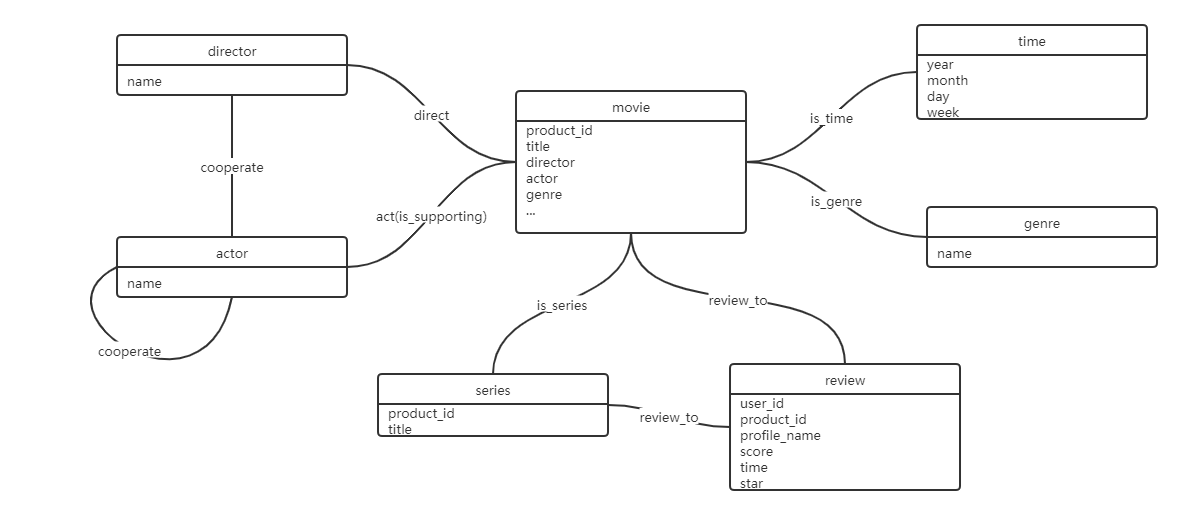 director
name
cooperate
actor
name
cooperate
direct
act(is_supporting)
movie
product_id
title
director
actor
genre
...
is_time
time
year
month
day
week
is_genre
genre
name
is_series
review_to
series
product_id
title
review_to
review
user_id
product_id
profile_name
score
time
star